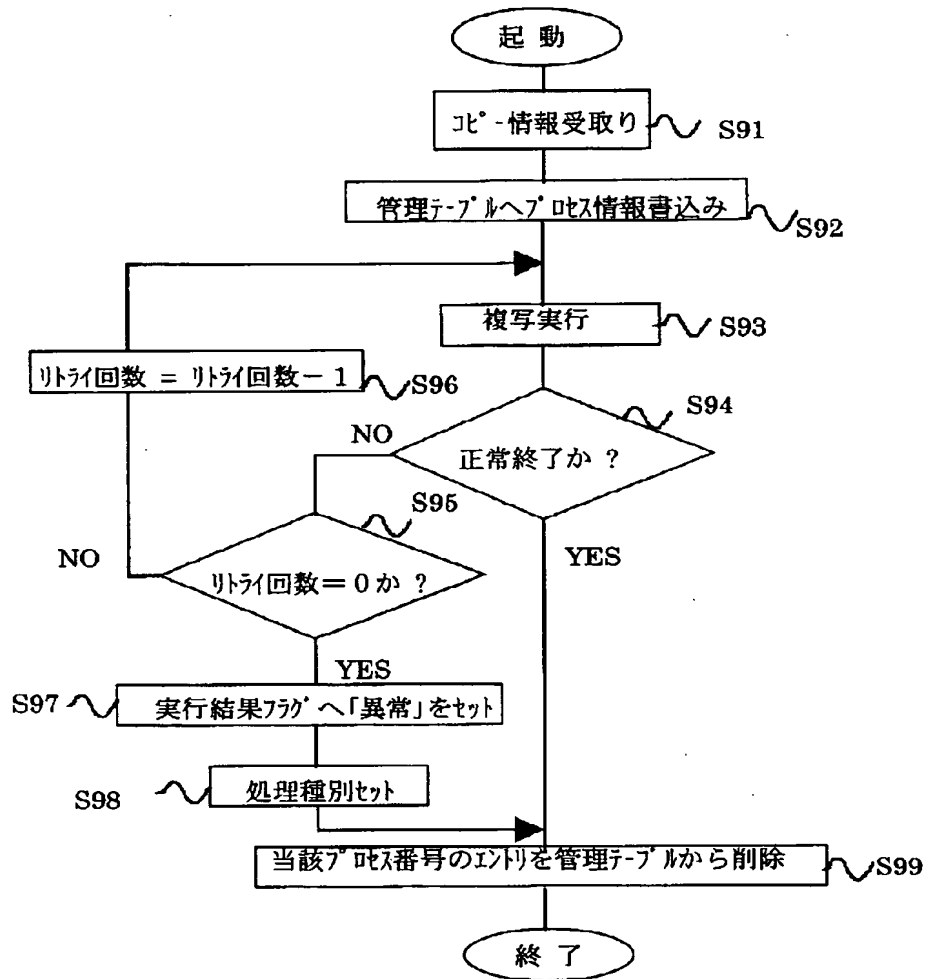 起 動
ｺﾋﾟｰ情報受取り
S91
管理ﾃｰﾌﾞﾙへﾌﾟﾛｾｽ情報書込み
S92
複写実行
S93
ﾘﾄﾗｲ回数 = ﾘﾄﾗｲ回数－1
S96
S94
NO
正常終了か ?
S95
NO
YES
ﾘﾄﾗｲ回数＝0か ?
YES
S97
実行結果ﾌﾗｸﾞへ「異常」をｾｯﾄ
S98
処理種別ｾｯﾄ
当該ﾌﾟﾛｾｽ番号のｴﾝﾄﾘを管理ﾃｰﾌﾞﾙから削除
S99
終 了